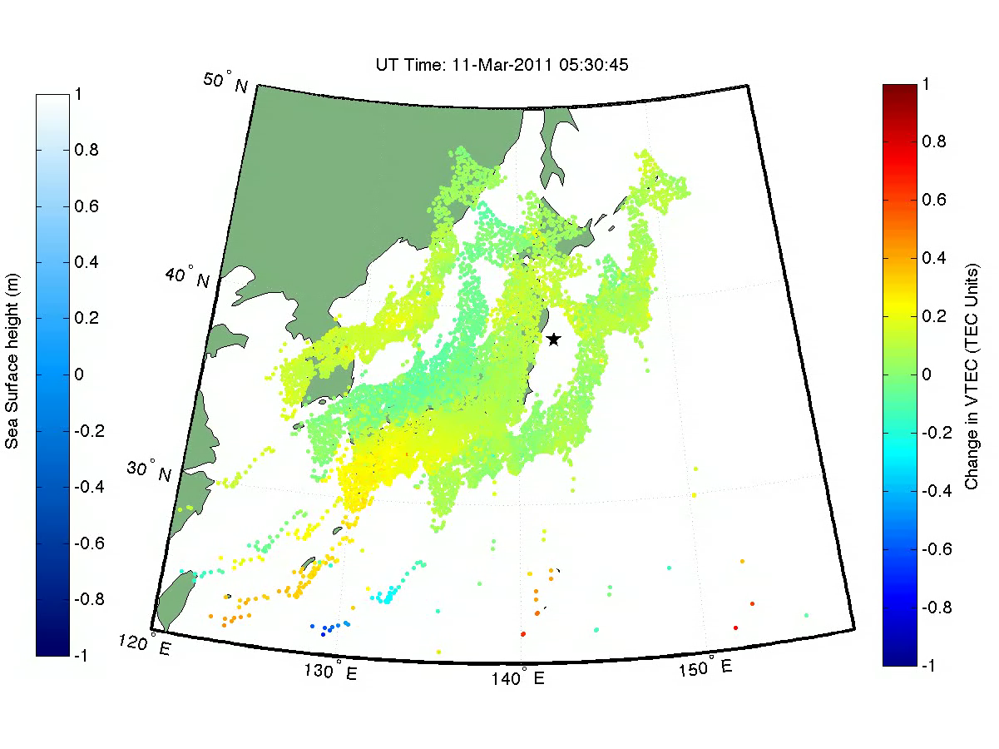 UT Time: 11-Mar-2011 05:30:45
50° N
40° N
30° N
120° E
130° E
140° E
150° E
Sea Surface height (m)
1
0.8
0.6
0.4
0.2
0
-0.2
-0.4
-0.6
-0.8
-1
Change in VTEC (TEC Units)
1
0.8
0.6
0.4
0.2
0
-0.2
-0.4
-0.6
-0.8
-1